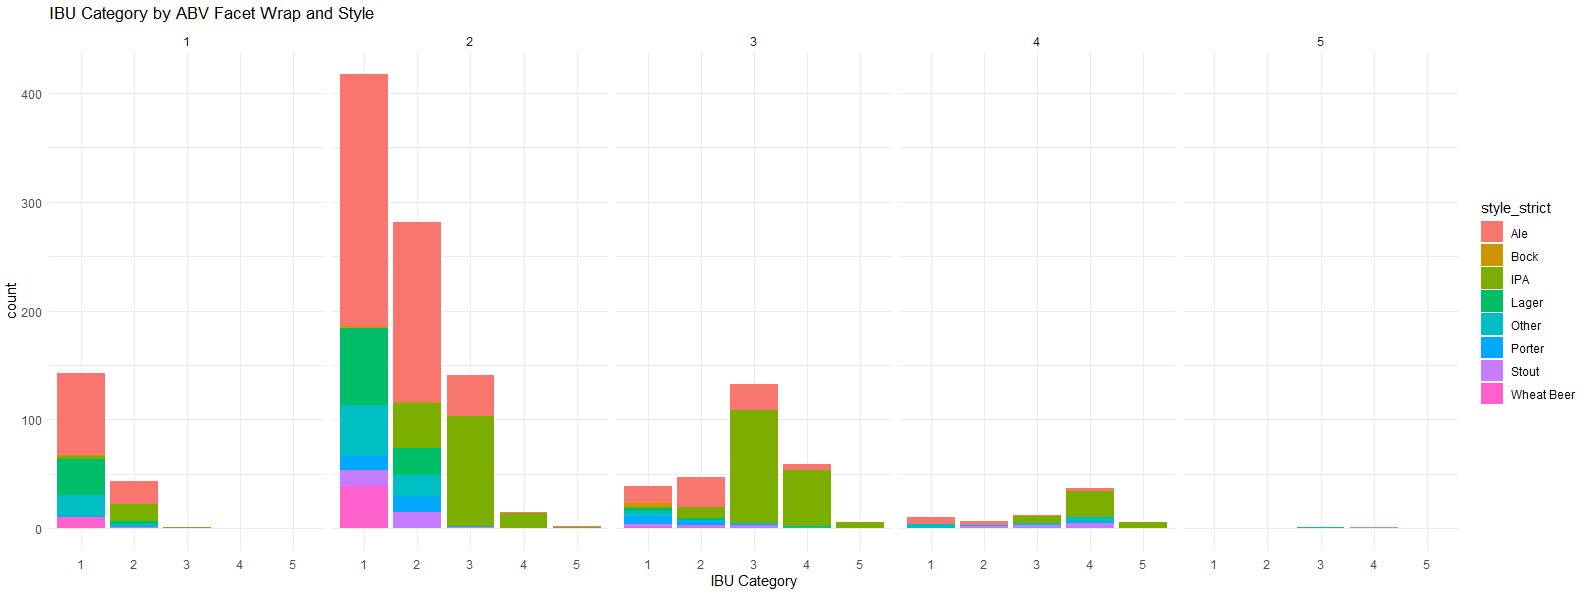 IBU Category by ABV Facet Wrap and Style
1 2 3 4 5
400
300
200
100
0
count
1 2 3 4 5 1 2 3 4 5 1 2 3 4 5 1 2 3 4 5 1 2 3 4 5
IBU Category
style_strict
Ale
Bock
IPA
Lager
Other
Porter
Stout
Wheat Beer